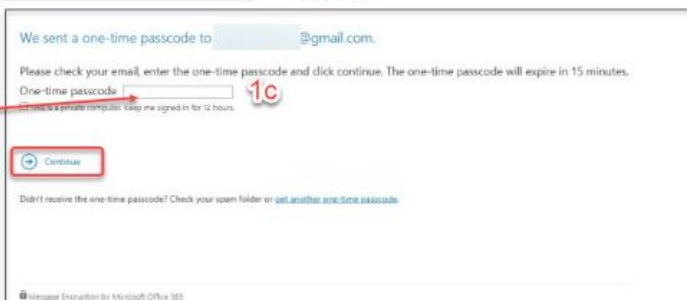 We sent a one-time passcode to @gmail.com.
Please check your email, enter the one-time passcode and click continue. The one-time passcode will expire in 15 minutes.
One-time passcode
1c
This is a private computer. Keep me signed in for 12 hours.
Continue
Didn't receive the one-time passcode? Check your spam folder or get another one-time passcode.
Message Encryption by Microsoft Office 365